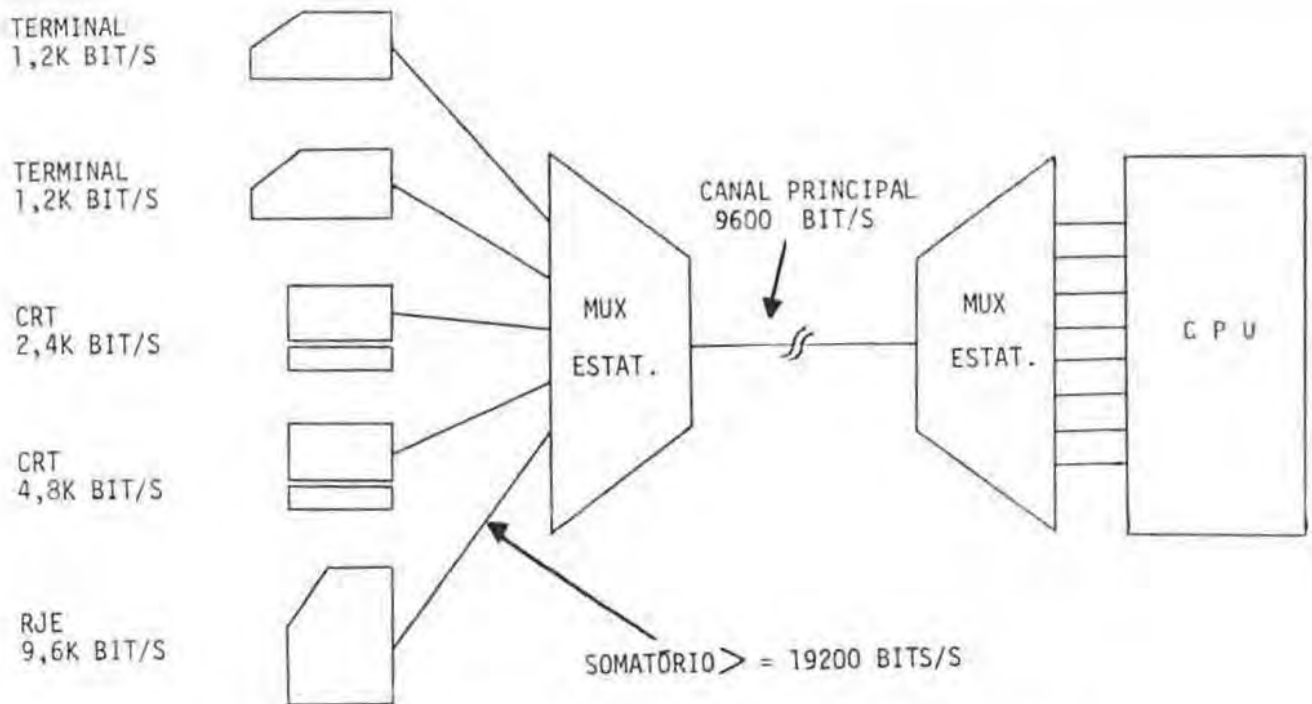 TERMINAL
1,2K BIT/S
TERMINAL
1,2K BIT/S
CRT
2,4K BIT/S
CRT
4,8K BIT/S
RJE
9,6K BIT/S
MUX
ESTAT.
CANAL PRINCIPAL
9600 BIT/S
MUX
ESTAT.
C P U
SOMATÓRIO > = 19200 BITS/S